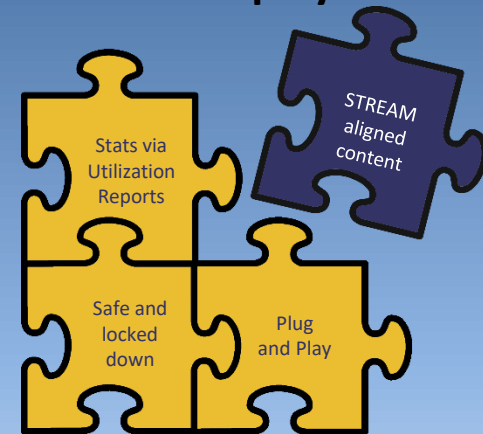 Stats via
Utilization
Reports
STREAM
aligned
content
Safe and
locked
down
Plug
and Play